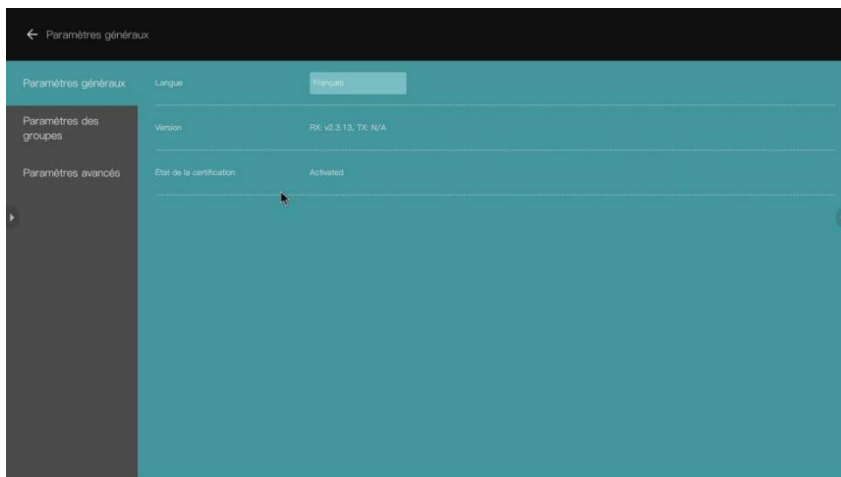 Paramètres généraux
Paramètres généraux
Langue
Français
Paramètres des
groupes
Version
RX: v2.3.13, TX: N/A
Paramètres avancés
État de la certification
Activated